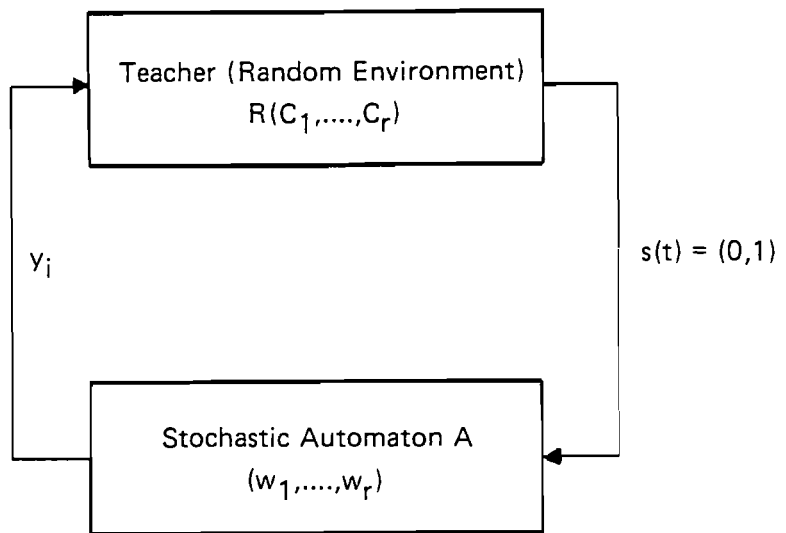 Teacher (Random Environment)
R(C₁,....,Cᵣ)
yᵢ
s(t) = (0,1)
Stochastic Automaton A
(w₁,....,wᵣ)